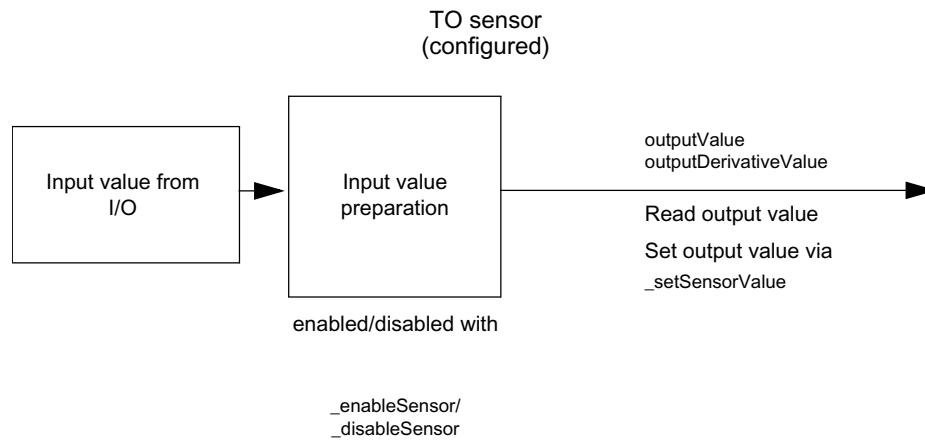 TO sensor
(configured)
Input value from
I/O
Input value
preparation
outputValue
outputDerivativeValue
Read output value
Set output value via
_setSensorValue
enabled/disabled with
_enableSensor/
_disableSensor